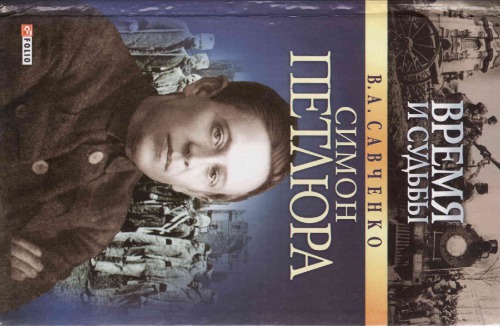 ВРЕМЯ
И СУДЬБЫ
В. А. САВЧЕНКО
СИМОН
ПЕТЛЮРА
FOLIO